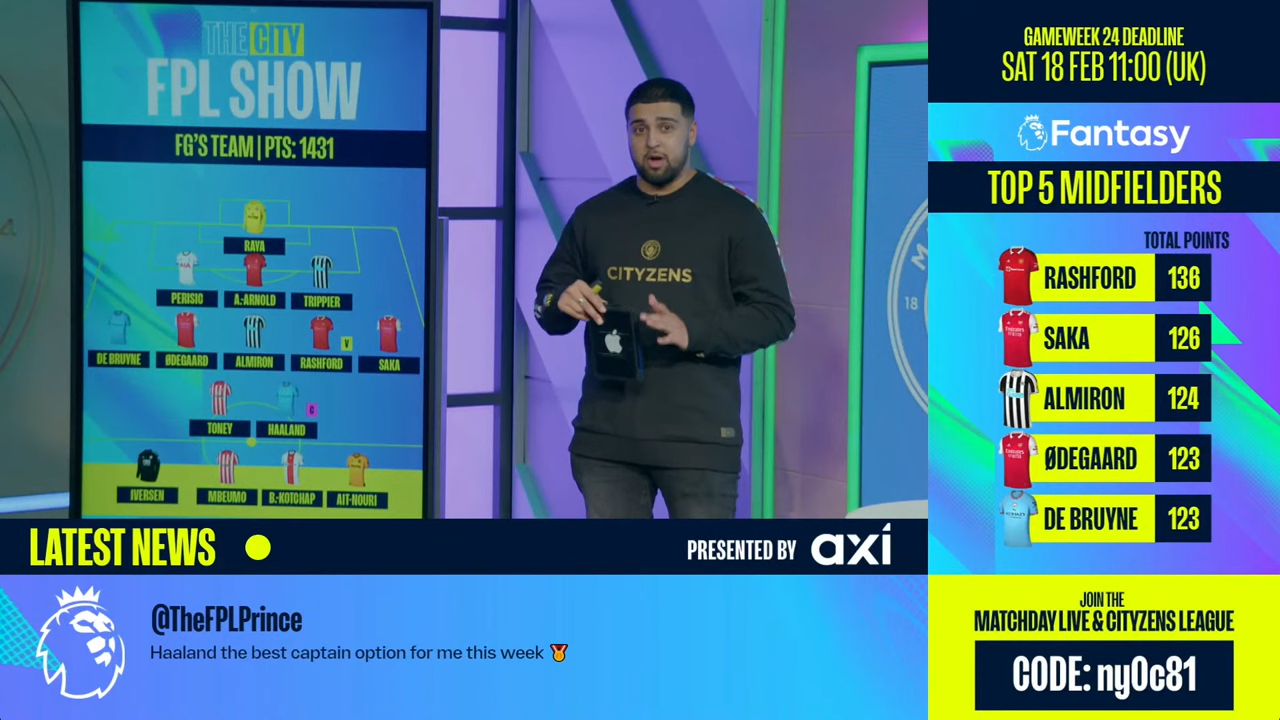 THE CITY
FPL SHOW
FG'S TEAM | PTS: 1431
RAYA
PERISIC A.-ARNOLD TRIPPIER
DE BRUYNE ØDEGAARD ALMIRON RASHFORD V SAKA
TONEY HAALAND C
IVERSEN MBEUMO B.-KOTCHAP AIT-NOURI
CITYZENS
GAMEWEEK 24 DEADLINE
SAT 18 FEB 11:00 (UK)
Fantasy
TOP 5 MIDFIELDERS
TOTAL POINTS
RASHFORD 136
SAKA 126
ALMIRON 124
ØDEGAARD 123
DE BRUYNE 123
LATEST NEWS
PRESENTED BY axi
@TheFPLPrince
Haaland the best captain option for me this week 🏅
JOIN THE
MATCHDAY LIVE & CITYZENS LEAGUE
CODE: ny0c81